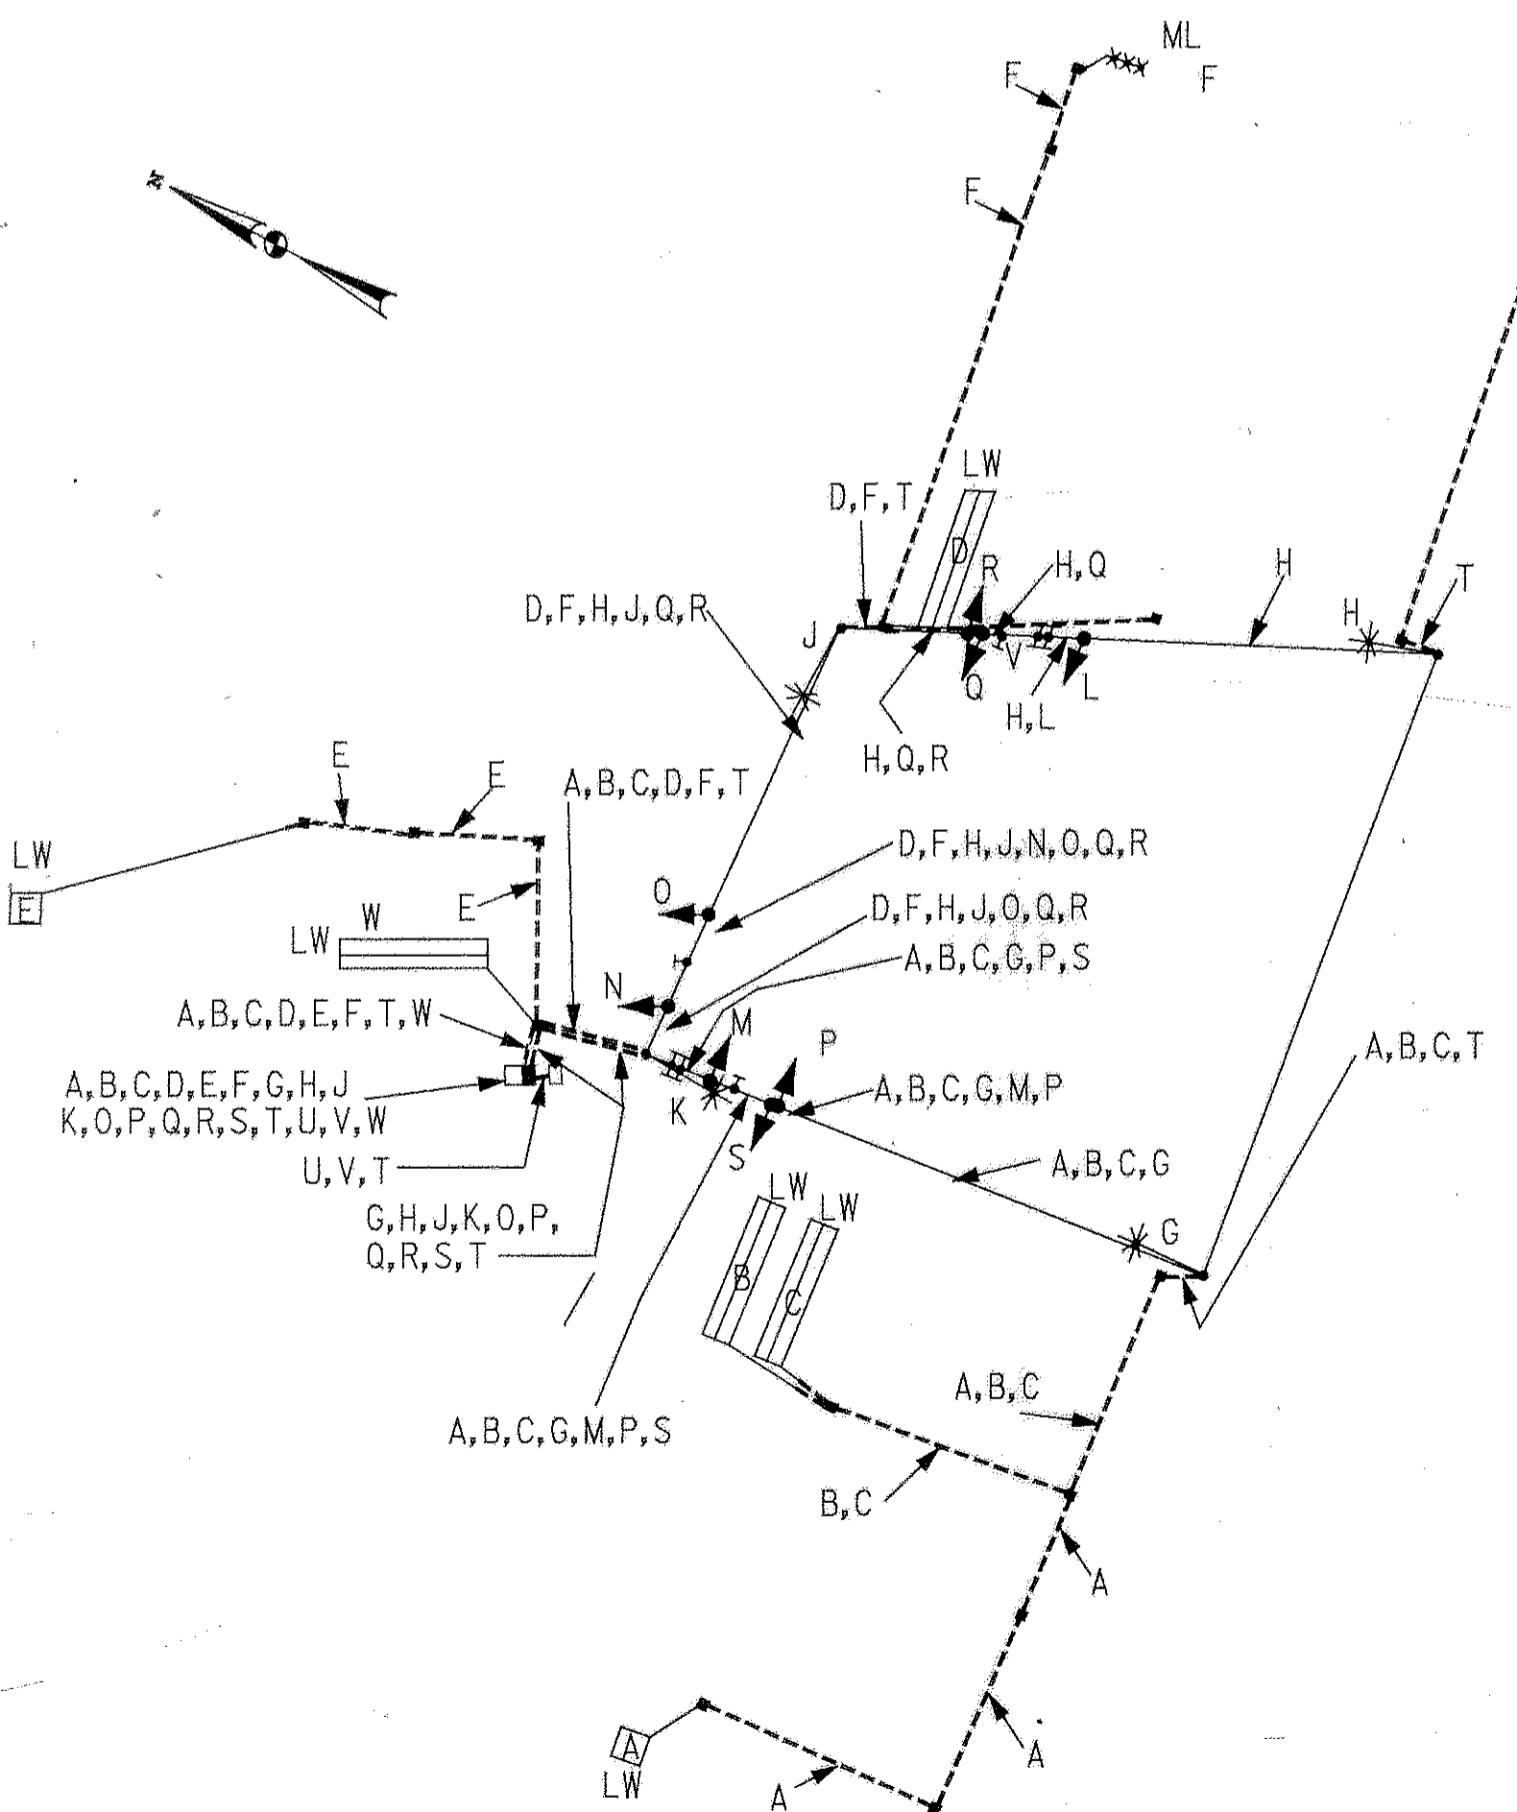 ML
F
F
F
N
LW
D
D,F,T
R
H,Q
H
T
H
D,F,H,J,Q,R
J
V
Q
L
H,L
H,Q,R
E
E
A,B,C,D,F,T
LW
E
E
D,F,H,J,N,O,Q,R
O
D,F,H,J,O,Q,R
W
LW
A,B,C,G,P,S
N
M
P
A,B,C,D,E,F,T,W
A,B,C,T
A,B,C,D,E,F,G,H,J
K,O,P,Q,R,S,T,U,V,W
K
A,B,C,G,M,P
S
U,V,T
A,B,C,G
LW
LW
G,H,J,K,O,P,
Q,R,S,T
G
B
C
A,B,C
A,B,C,G,M,P,S
B,C
A
A
A
LW
A